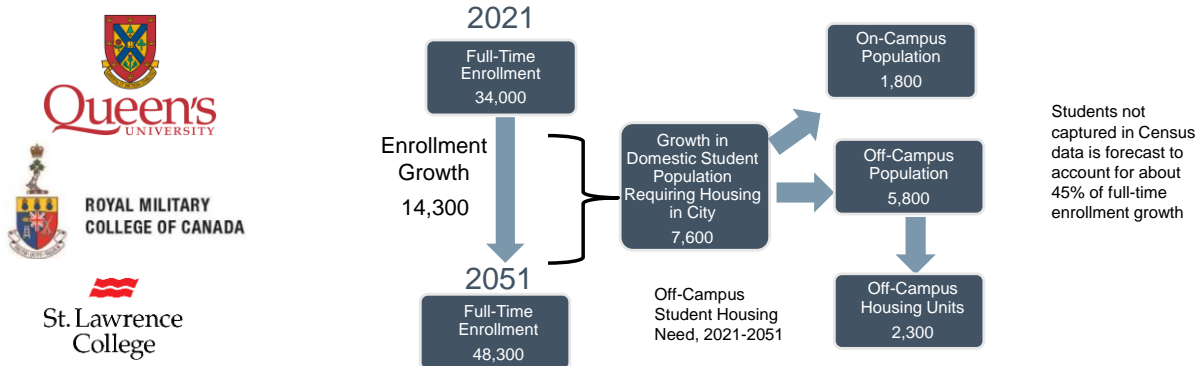 Queen's
UNIVERSITY
ROYAL MILITARY
COLLEGE OF CANADA
St. Lawrence
College
2021
Full-Time
Enrollment
34,000
Enrollment
Growth
14,300
2051
Full-Time
Enrollment
48,300
Growth in
Domestic Student
Population
Requiring Housing
in City
7,600
Off-Campus
Student Housing
Need, 2021-2051
On-Campus
Population
1,800
Off-Campus
Population
5,800
Off-Campus
Housing Units
2,300
Students not
captured in Census
data is forecast to
account for about
45% of full-time
enrollment growth